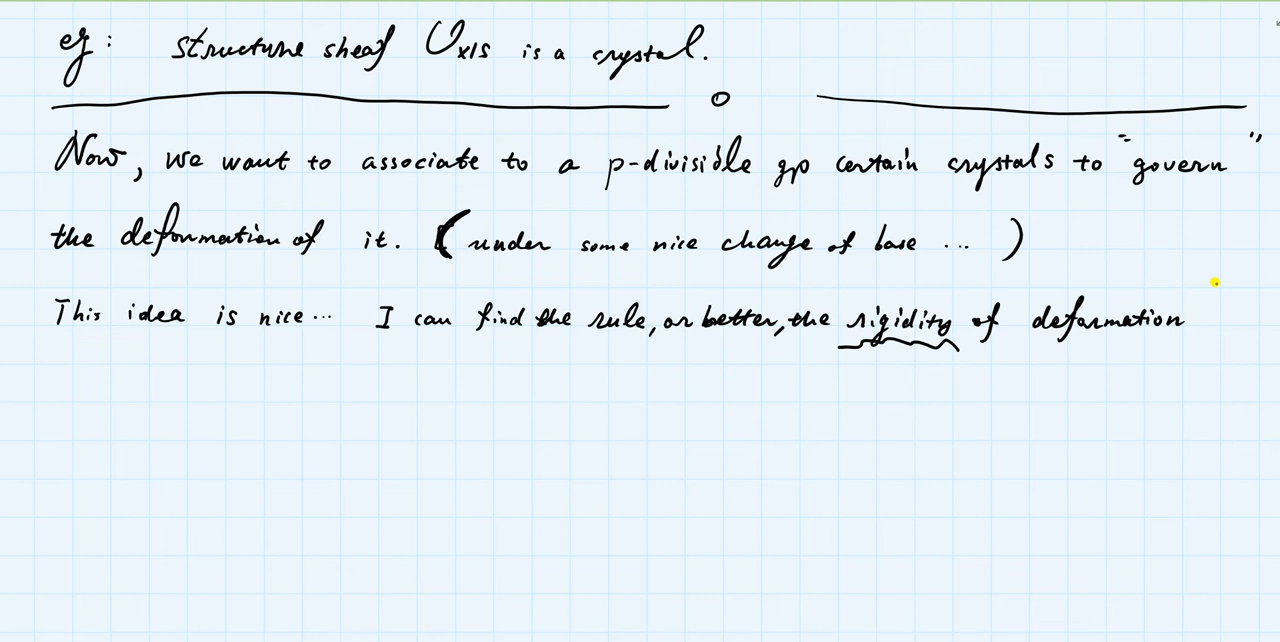 eg: structure sheaf O_{X/S} is a crystal.
Now, we want to associate to a p-divisible gp certain crystals to "govern"
the deformation of it. (under some nice change of base ... )
This idea is nice... I can find the rule, or better, the rigidity of deformation